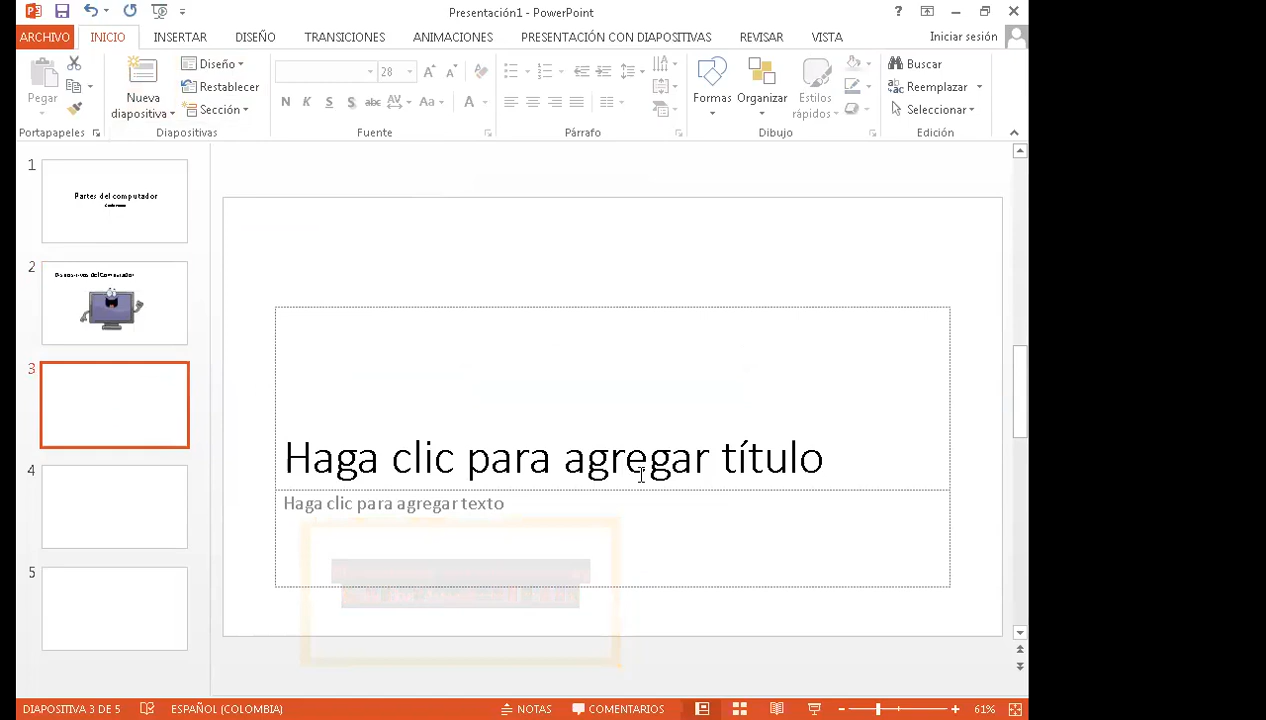 Presentación1 - PowerPoint
ARCHIVO INICIO INSERTAR DISEÑO TRANSICIONES ANIMACIONES PRESENTACIÓN CON DIAPOSITIVAS REVISAR VISTA Iniciar sesión
Pegar
Nueva diapositiva
Diseño
Restablecer
Sección
28
N K S S abc AV Aa A
Formas
Organizar
Estilos rápidos
Buscar
Reemplazar
Seleccionar
Portapapeles Diapositivas Fuente Párrafo Dibujo Edición
1
Partes del computador
2
3
4
5
Haga clic para agregar título
Haga clic para agregar texto
DIAPOSITIVA 3 DE 5 ESPAÑOL (COLOMBIA) NOTAS COMENTARIOS 61%